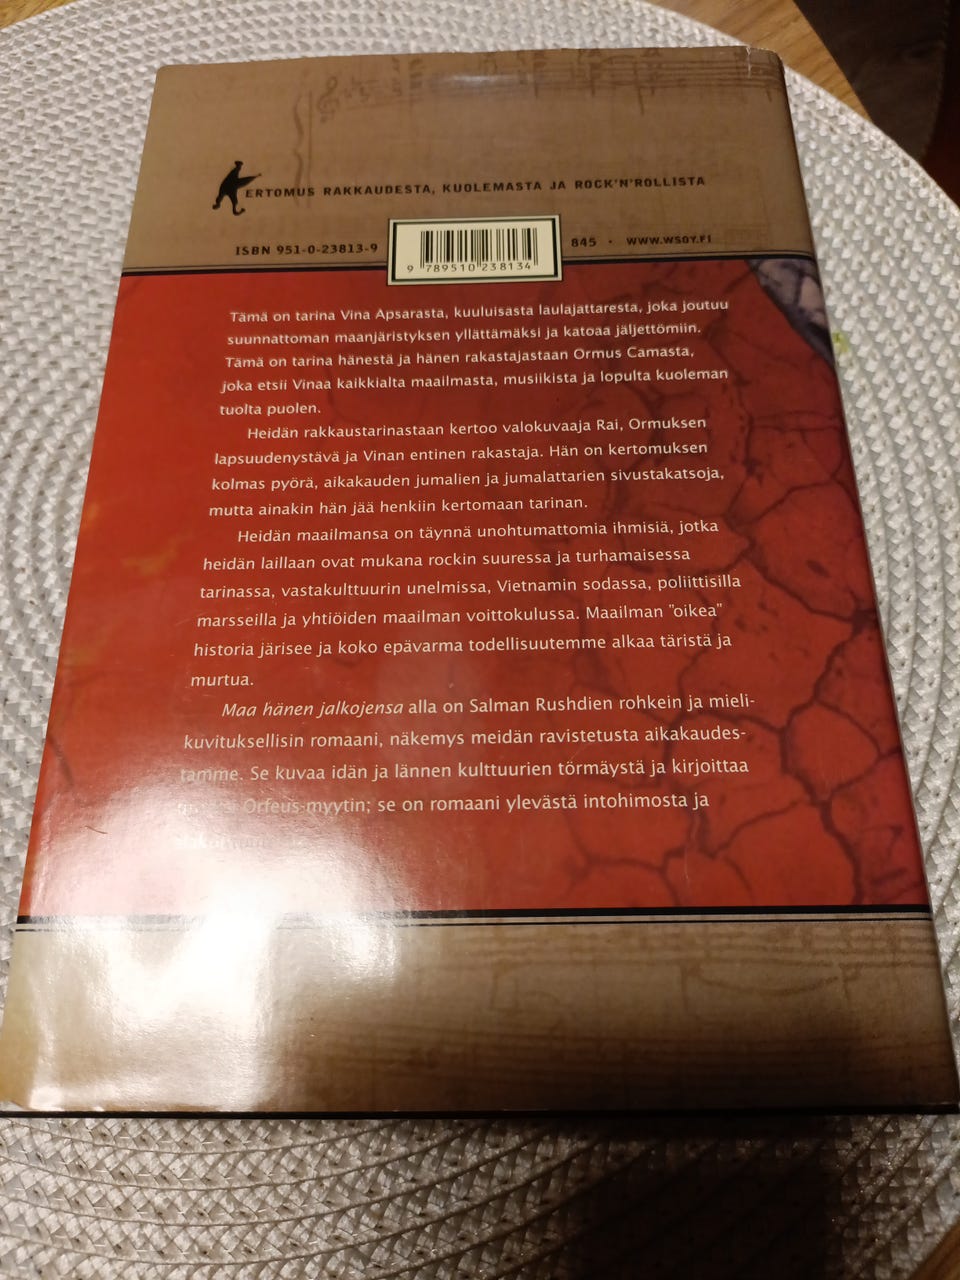 KERTOMUS RAKKAUDESTA, KUOLEMASTA JA ROCK'N'ROLLISTA
ISBN 951-0-23813-9
9 789510 238134
845 · WWW.WSOY.FI
Tämä on tarina Vina Apsarasta, kuuluisasta laulajattaresta, joka joutuu
suunnattoman maanjäristyksen yllättämäksi ja katoaa jäljettömiin.
Tämä on tarina hänestä ja hänen rakastajastaan Ormus Camasta,
joka etsii Vinaa kaikkialta maailmasta, musiikista ja lopulta kuoleman
tuolta puolen.
Heidän rakkaustarinastaan kertoo valokuvaaja Rai, Ormuksen
lapsuudenystävä ja Vinan entinen rakastaja. Hän on kertomuksen
kolmas pyörä, aikakauden jumalien ja jumalattarien sivustakatsoja,
mutta ainakin hän jää henkiin kertomaan tarinan.
Heidän maailmansa on täynnä unohtumattomia ihmisiä, jotka
heidän laillaan ovat mukana rockin suuressa ja turhamaisessa
tarinassa, vastakulttuurin unelmissa, Vietnamin sodassa, poliittisilla
marsseilla ja yhtiöiden maailman voittokulussa. Maailman "oikea"
historia järisee ja koko epävarma todellisuutemme alkaa täristä ja
murtua.
Maa hänen jalkojensa alla on Salman Rushdien rohkein ja mieli-
kuvituksellisin romaani, näkemys meidän ravistetusta aikakaudes-
tamme. Se kuvaa idän ja lännen kulttuurien törmäystä ja kirjoittaa
Orfeus-myytin; se on romaani ylevästä intohimosta ja